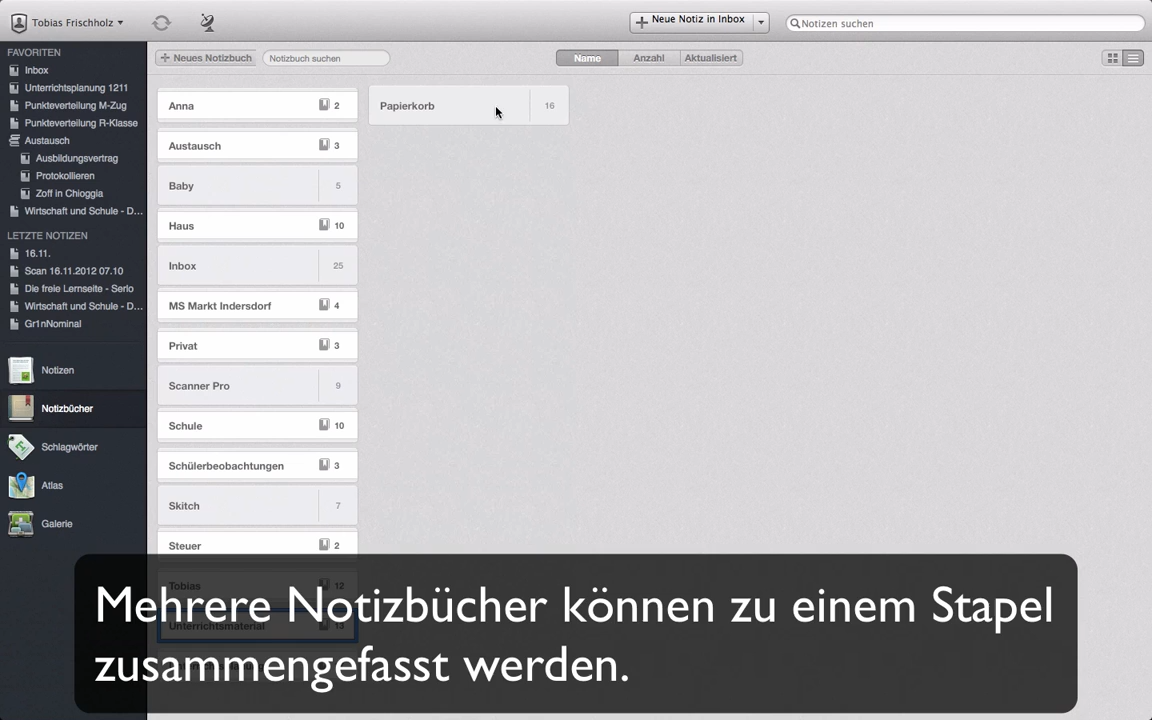 Tobias Frischholz
Neue Notiz in Inbox
Notizen suchen
FAVORITEN
Inbox
Unterrichtsplanung 1211
Punkteverteilung M-Zug
Punkteverteilung R-Klasse
Austausch
Ausbildungsvertrag
Protokollieren
Zoff in Chioggia
Wirtschaft und Schule - D...
LETZTE NOTIZEN
16.11.
Scan 16.11.2012 07.10
Die freie Lernseite - Serlo
Wirtschaft und Schule - D...
Gr1nNominal
Notizen
Notizbücher
Schlagwörter
Atlas
Galerie
Neues Notizbuch
Notizbuch suchen
Name Anzahl Aktualisiert
Anna 2
Austausch 3
Baby 5
Haus 10
Inbox 25
MS Markt Indersdorf 4
Privat 3
Scanner Pro 9
Schule 10
Schülerbeobachtungen 3
Skitch 7
Steuer 2
Tobias 12
Unterrichtsmaterial 13
Papierkorb 16
Mehrere Notizbücher können zu einem Stapel
zusammengefasst werden.